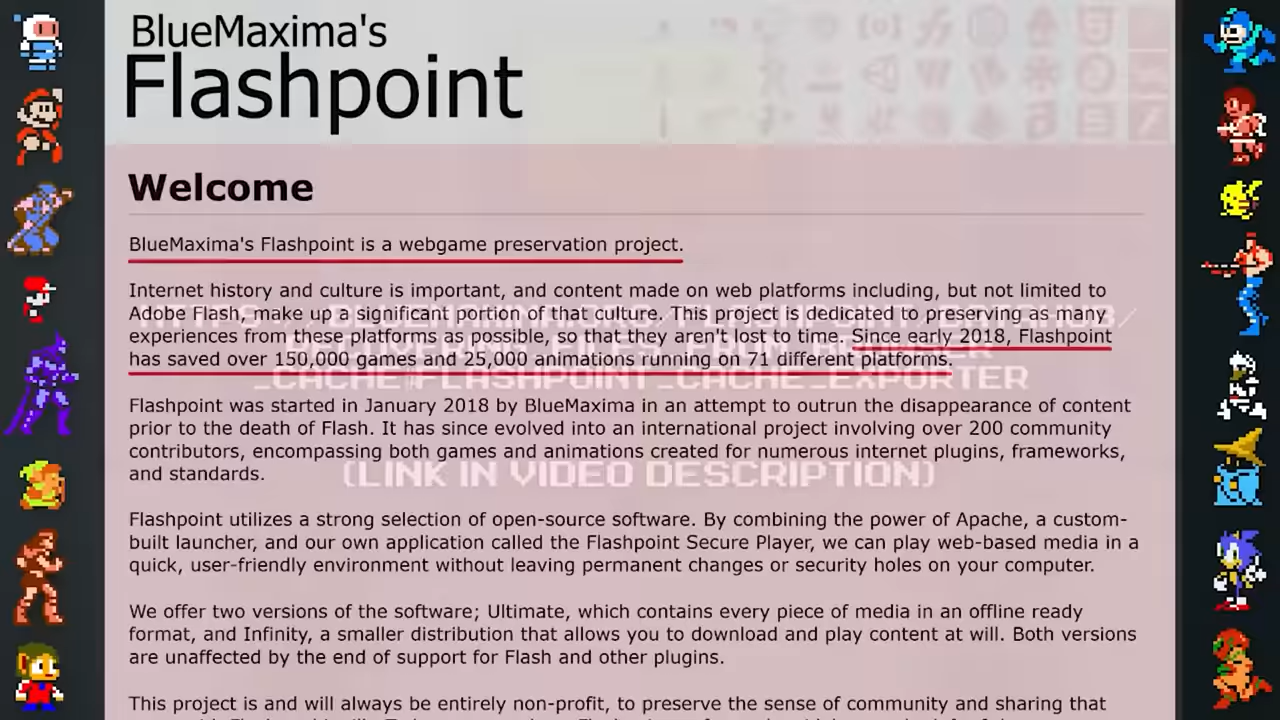 BlueMaxima's
Flashpoint
Welcome
BlueMaxima's Flashpoint is a webgame preservation project.
Internet history and culture is important, and content made on web platforms including, but not limited to
Adobe Flash, make up a significant portion of that culture. This project is dedicated to preserving as many
experiences from these platforms as possible, so that they aren't lost to time. Since early 2018, Flashpoint
has saved over 150,000 games and 25,000 animations running on 71 different platforms.
_CACHE#FLASHPOINT_CACHE_EXPORTER
Flashpoint was started in January 2018 by BlueMaxima in an attempt to outrun the disappearance of content
prior to the death of Flash. It has since evolved into an international project involving over 200 community
contributors, encompassing both games and animations created for numerous internet plugins, frameworks,
and standards.
(LINK IN VIDEO DESCRIPTION)
Flashpoint utilizes a strong selection of open-source software. By combining the power of Apache, a custom-
built launcher, and our own application called the Flashpoint Secure Player, we can play web-based media in a
quick, user-friendly environment without leaving permanent changes or security holes on your computer.
We offer two versions of the software; Ultimate, which contains every piece of media in an offline ready
format, and Infinity, a smaller distribution that allows you to download and play content at will. Both versions
are unaffected by the end of support for Flash and other plugins.
This project is and will always be entirely non-profit, to preserve the sense of community and sharing that